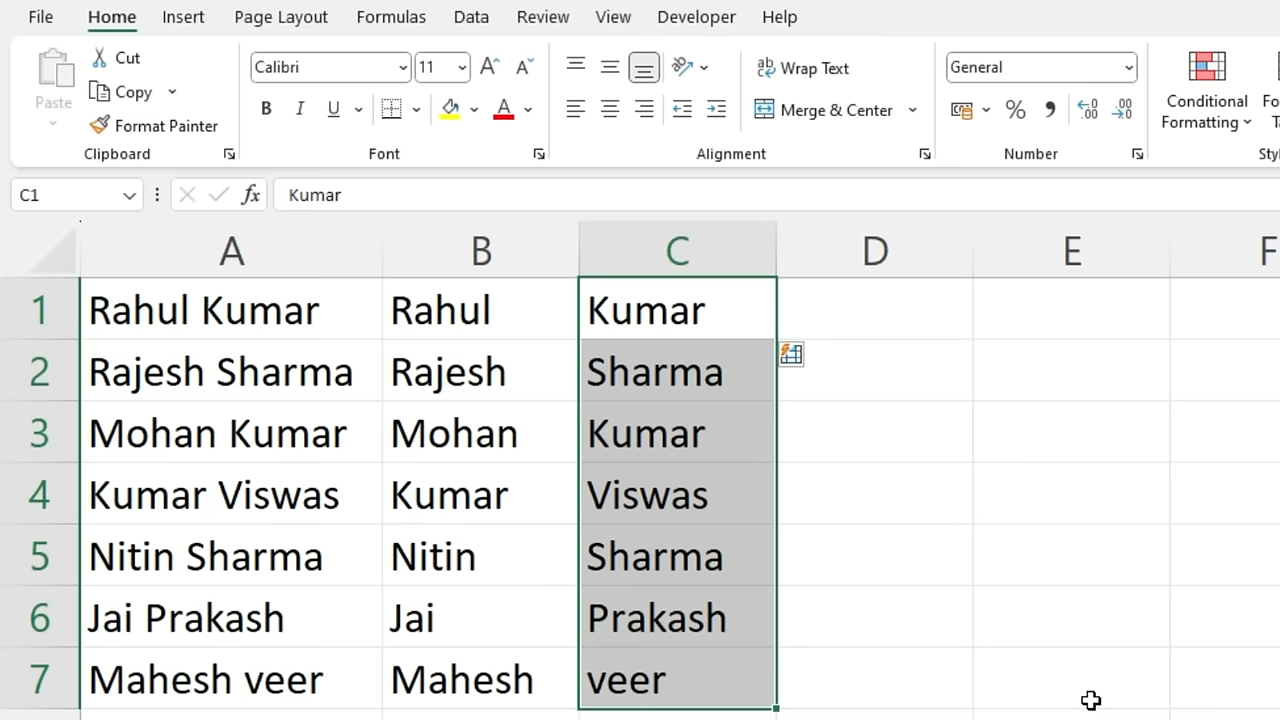 File Home Insert Page Layout Formulas Data Review View Developer Help
Paste
Cut
Copy
Format Painter
Clipboard
Calibri 11 A A
B I U A
Font
ab Wrap Text
Merge & Center
Alignment
General
% , .00
Number
Conditional
Formatting
C1 fx Kumar
A B C D E F
1 Rahul Kumar Rahul Kumar
2 Rajesh Sharma Rajesh Sharma
3 Mohan Kumar Mohan Kumar
4 Kumar Viswas Kumar Viswas
5 Nitin Sharma Nitin Sharma
6 Jai Prakash Jai Prakash
7 Mahesh veer Mahesh veer